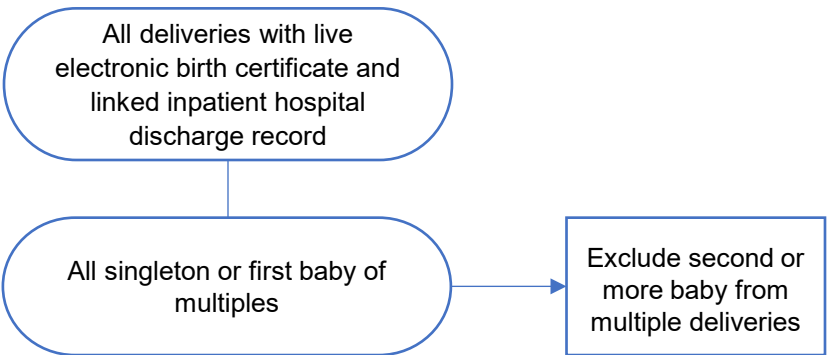 All deliveries with live
electronic birth certificate and
linked inpatient hospital
discharge record
All singleton or first baby of
multiples
Exclude second or
more baby from
multiple deliveries